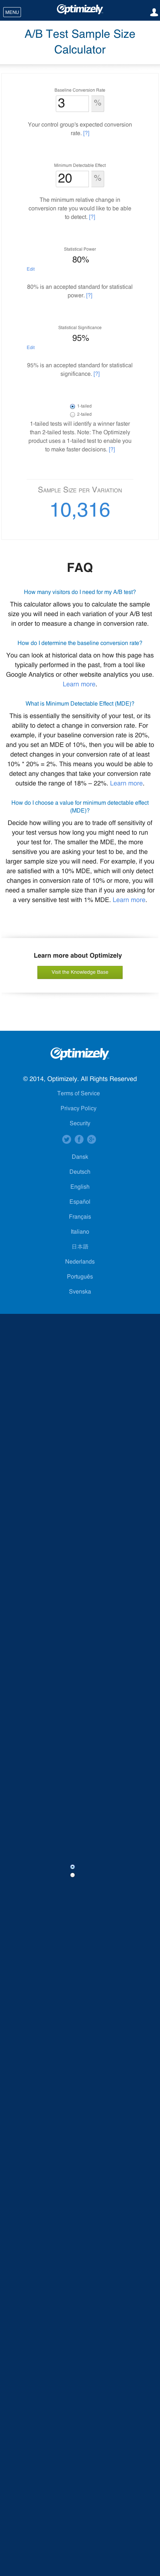 MENU
Optimizely
A/B Test Sample Size
Calculator
Baseline Conversion Rate
3 %
Your control group's expected conversion
rate. [?]
Minimum Detectable Effect
20 %
The minimum relative change in
conversion rate you would like to be able
to detect. [?]
Statistical Power
80%
Edit
80% is an accepted standard for statistical
power. [?]
Statistical Significance
95%
Edit
95% is an accepted standard for statistical
significance. [?]
1-tailed
2-tailed
1-tailed tests will identify a winner faster
than 2-tailed tests. Note: The Optimizely
product uses a 1-tailed test to enable you
to make faster decisions. [?]
Sample Size per Variation
10,316
FAQ
How many visitors do I need for my A/B test?
This calculator allows you to calculate the sample
size you will need in each variation of your A/B test
in order to measure a change in conversion rate.
How do I determine the baseline conversion rate?
You can look at historical data on how this page has
typically performed in the past, from a tool such as
Google Analytics or other analytics platform you use.
Learn more.
What is Minimum Detectable Effect (MDE)?
This is essentially the sensitivity of your test, or the
ability to detect a relative change in conversion rate. For
example, if your baseline conversion rate is 20%,
and you set an MDE of 10%, then you will be able to
detect changes in conversion rate of at least
10% * 20% = 2%. This means you would be able to
detect any changes that take your conversion rate
outside the range of 18% – 22%. Learn more.
How do I choose a value for minimum detectable effect
(MDE)?
Decide how willing you are to trade off sensitivity of
your test versus how long you might need to run
your test for. The smaller the MDE, the more
sensitive you are asking your test to be, and the
larger sample size you will need. In general, if you
are satisfied with a 10% MDE, which will only detect
changes in conversion rate of 10% or more, you will
need a smaller sample size than if you are asking for
a very sensitive test with 1% MDE. Learn more.
Learn more about Optimizely
Visit the Knowledge Base
Optimizely
© 2014, Optimizely. All Rights Reserved
Terms of Service
Privacy Policy
Security
Dansk
Deutsch
English
Español
Français
Italiano
日本語
Nederlands
Português
Svenska